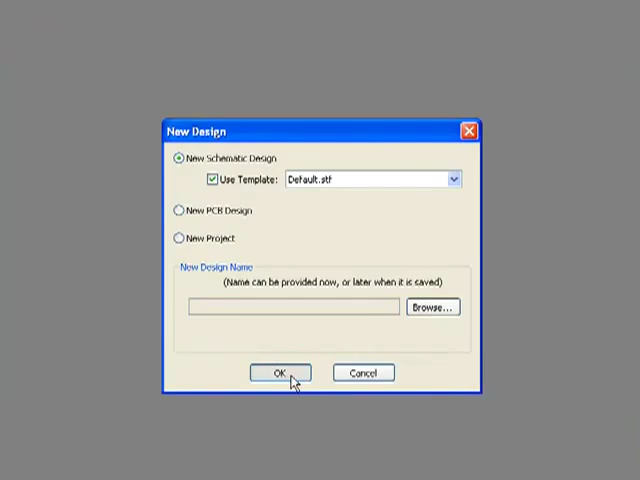 New Design
New Schematic Design
Use Template: Default.stf
New PCB Design
New Project
New Design Name
(Name can be provided now, or later when it is saved)
Browse...
OK Cancel